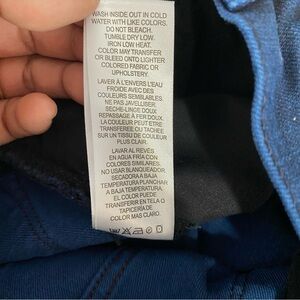 WASH INSIDE OUT IN COLD
WATER WITH LIKE COLORS.
DO NOT BLEACH.
TUMBLE DRY LOW.
IRON LOW HEAT.
COLOR MAY TRANSFER
OR BLEED ONTO LIGHTER
COLORED FABRIC OR
UPHOLSTERY.
LAVER À L'ENVERS L'EAU
FROIDE AVEC DES
COULEURS SEMBLABLES.
NE PAS JAVELLISER.
SÈCHE-LINGE DOUX
REPASSAGE À FER DOUX.
LA COULEUR PEUT ÊTRE
TRANSFÉRÉE OU TACHÉE
SUR UN TISSU DE COULEUR
PLUS CLAIR.
LAVAR AL REVÉS
EN AGUA FRÍA CON
COLORES SIMILARES.
NO USAR BLANQUEADOR
SECADORA A BAJA
TEMPERATURA PLANCHAR
A BAJA TEMPERATURA.
EL COLOR PUEDE
TRANSFERIR EN TELA O
TAPICERÍA DE
COLOR MAS CLARO.